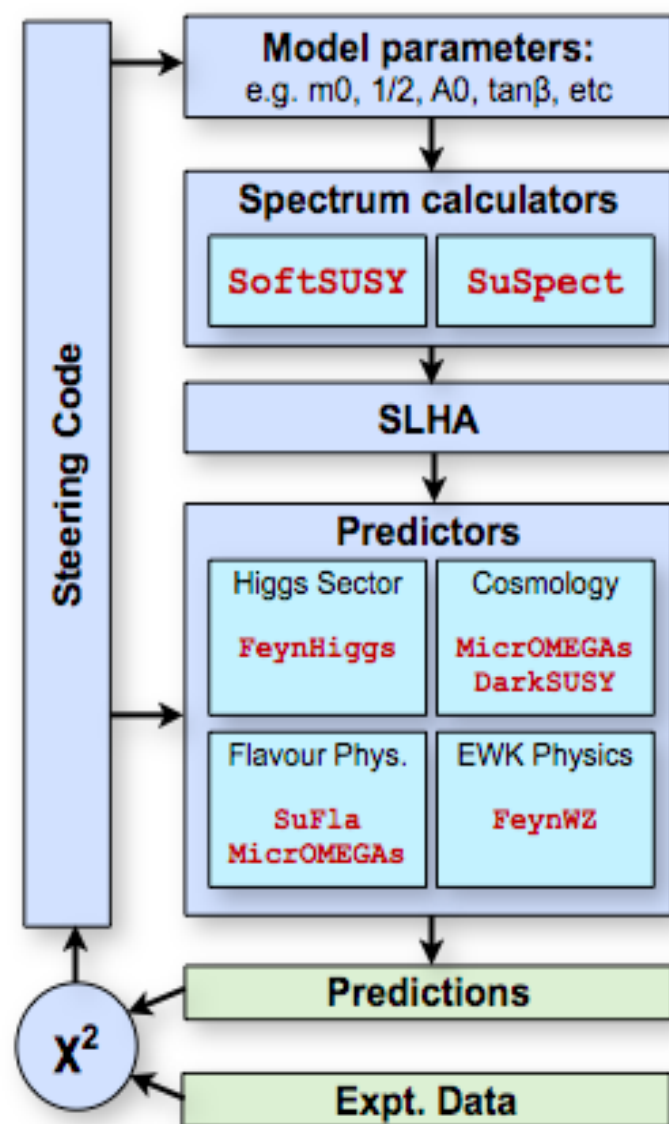 Steering Code
Model parameters:
e.g. m0, 1/2, A0, tanβ, etc
Spectrum calculators
SoftSUSY
SuSpect
SLHA
Predictors
Higgs Sector
FeynHiggs
Cosmology
MicrOMEGAs
DarkSUSY
Flavour Phys.
SuFla
MicrOMEGAs
EWK Physics
FeynWZ
Predictions
X²
Expt. Data